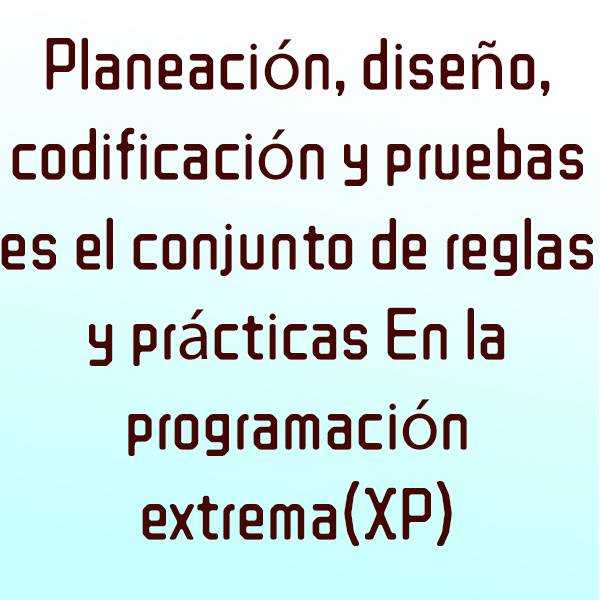 Planeación, diseño,
codificación y pruebas
es el conjunto de reglas
y prácticas En la
programación
extrema(XP)